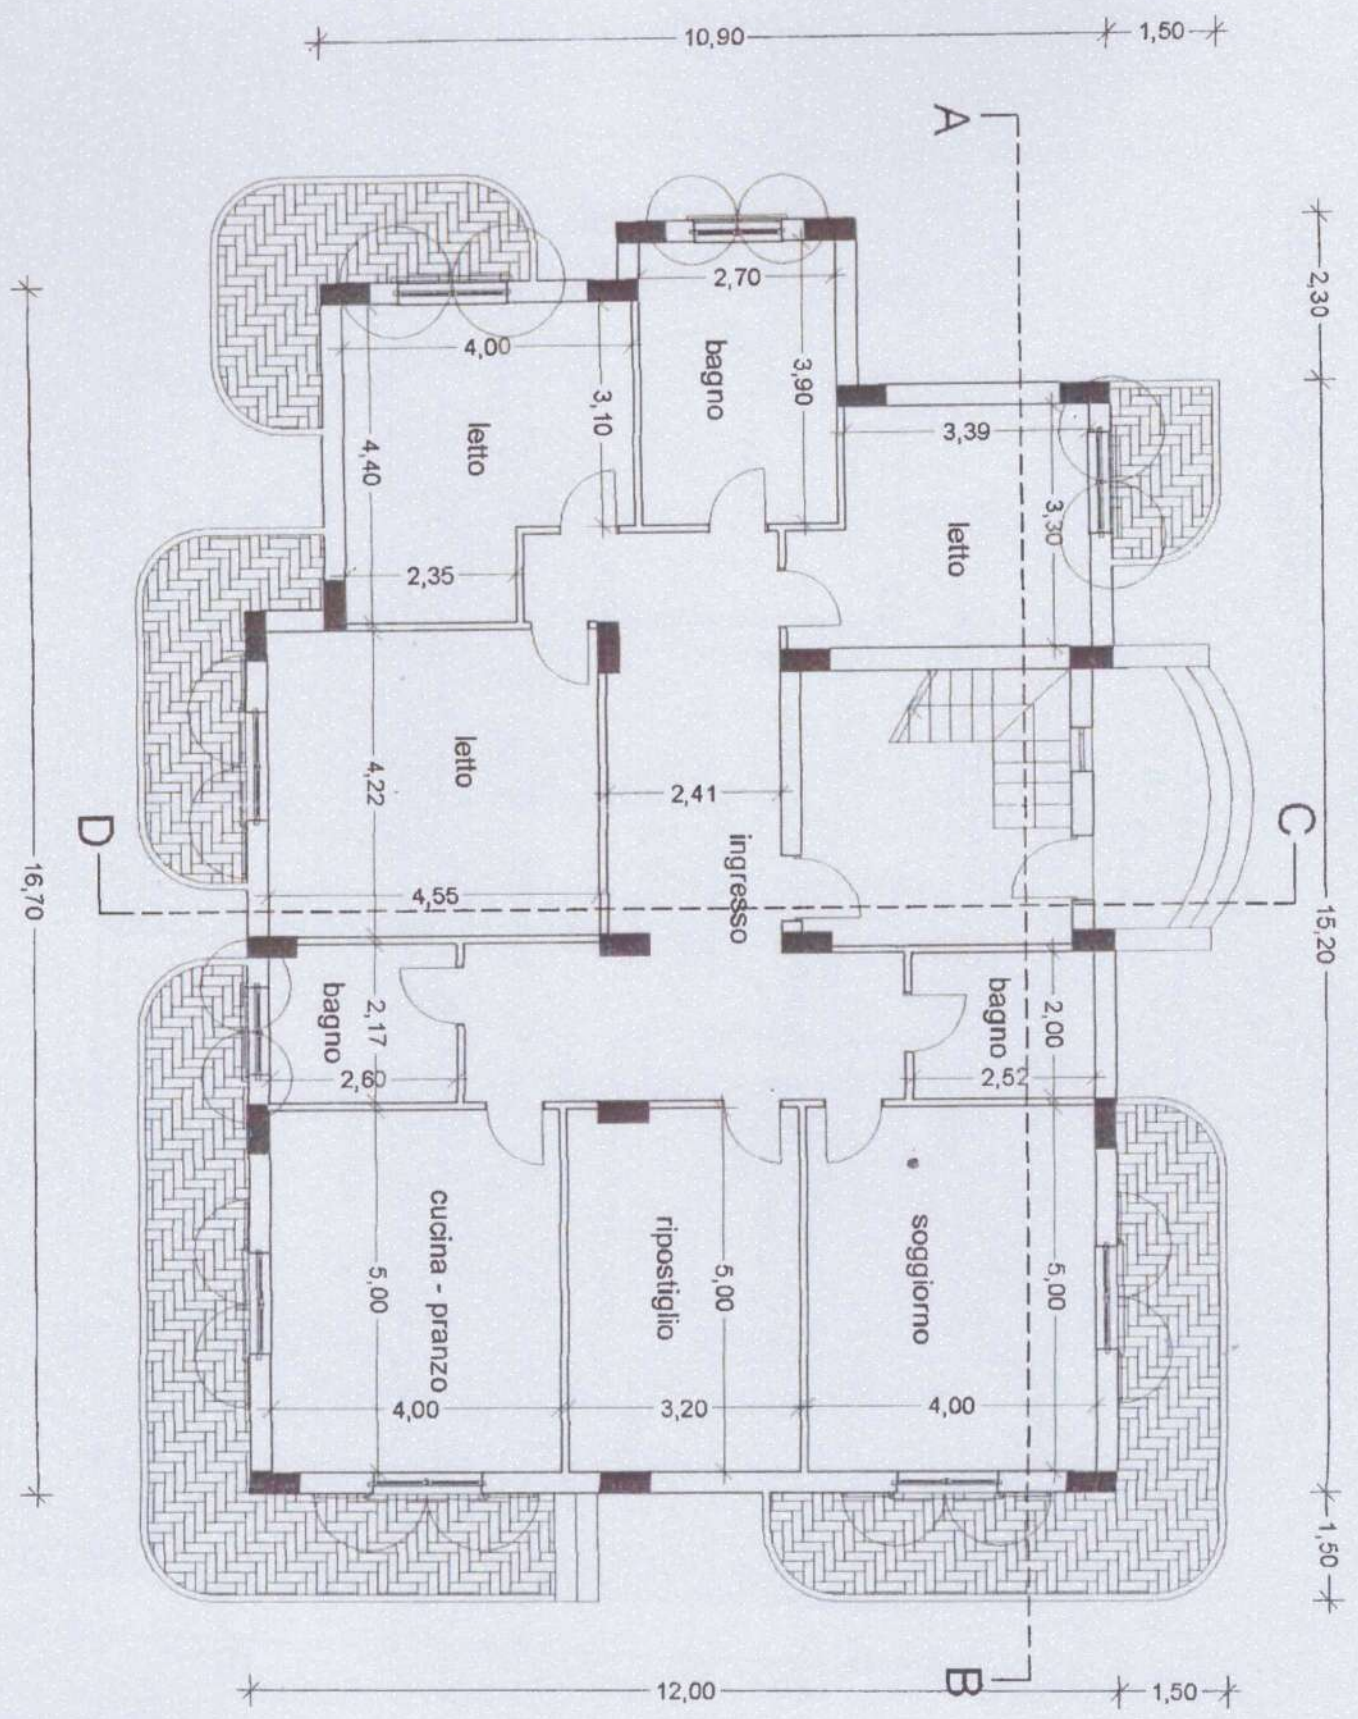 10,90
1,50
A
2,30
2,70
bagno
3,90
4,00
3,10
letto
4,40
3,39
letto
3,30
2,35
letto
4,22
2,41
ingresso
4,55
D
C
16,70
15,20
bagno
2,17
2,60
bagno
2,00
2,52
cucina - pranzo
5,00
4,00
ripostiglio
5,00
3,20
soggiorno
5,00
4,00
1,50
B
12,00
1,50